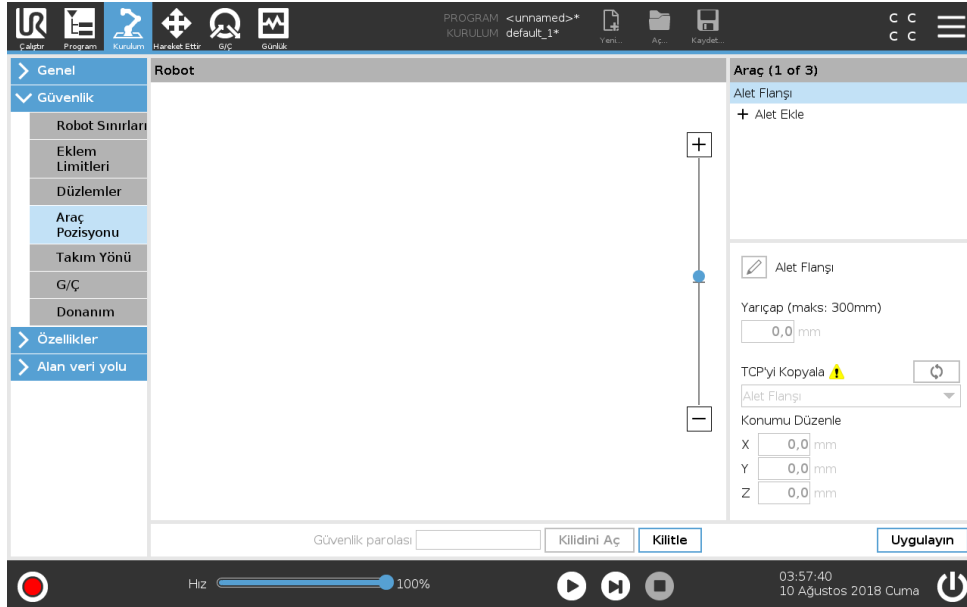 UR
Çalıştır
Program
Kurulum
Hareket Ettir
G/Ç
Günlük
PROGRAM <unnamed>*
KURULUM default_1*
Yeni...
Aç...
Kaydet...
C C
C C
Genel
Güvenlik
Robot Sınırları
Eklem
Limitleri
Düzlemler
Araç
Pozisyonu
Takım Yönü
G/Ç
Donanım
Özellikler
Alan veri yolu
Robot
Araç (1 of 3)
Alet Flanşı
+ Alet Ekle
Alet Flanşı
Yarıçap (maks: 300mm)
0,0 mm
TCP'yi Kopyala
Alet Flanşı
Konumu Düzenle
X 0,0 mm
Y 0,0 mm
Z 0,0 mm
Güvenlik parolası
Kilidini Aç
Kilitle
Uygulayın
Hız
100%
03:57:40
10 Ağustos 2018 Cuma